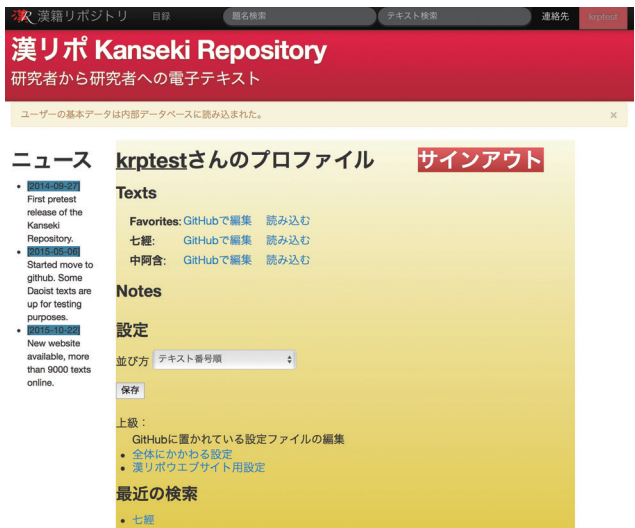 漢籍リポジトリ 目録 題名検索 テキスト検索 連絡先 krptest
漢リポ Kanseki Repository
研究者から研究者への電子テキスト
ユーザーの基本データは内部データベースに読み込まれた。 ×
ニュース
[2014-09-27]
First pretest
release of the
Kanseki
Repository.
[2015-05-06]
Started move to
github. Some
Daoist texts are
up for testing
purposes.
[2015-10-22]
New website
available, more
than 9000 texts
online.
krptestさんのプロファイル サインアウト
Texts
Favorites: GitHubで編集 読み込む
七經: GitHubで編集 読み込む
中阿含: GitHubで編集 読み込む
Notes
設定
並び方 テキスト番号順
保存
上級：
GitHubに置かれている設定ファイルの編集
全体にかかわる設定
漢リポウエブサイト用設定
最近の検索
七經